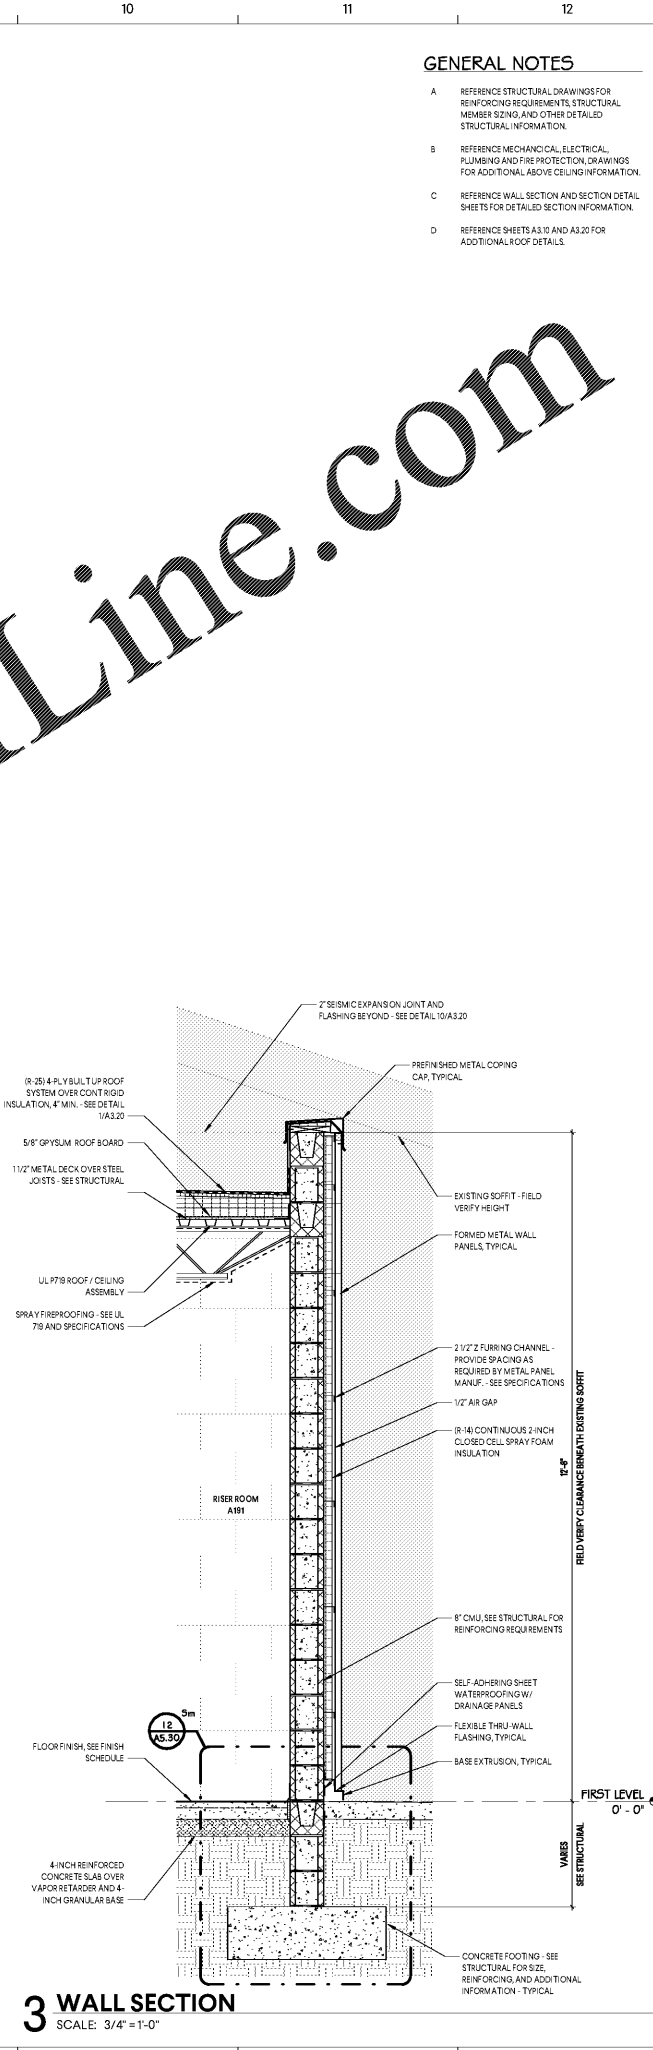 10
11
12
GENERAL NOTES
A REFERENCE STRUCTURAL DRAWINGS FOR
REINFORCING REQUIREMENTS, STRUCTURAL
MEMBER SIZING, AND OTHER DETAILED
STRUCTURAL INFORMATION.
B REFERENCE MECHANCICAL, ELECTRICAL,
PLUMBING AND FIRE PROTECTION, DRAWINGS
FOR ADDITIONAL ABOVE CEILING INFORMATION.
C REFERENCE WALL SECTION AND SECTION DETAIL
SHEETS FOR DETAILED SECTION INFORMATION.
D REFERENCE SHEETS A3.10 AND A3.20 FOR
ADDTIIONAL ROOF DETAILS.
Line.com
2" SEISMIC EXPANSION JOINT AND
FLASHING BEYOND - SEE DETAIL 10/A3.20
PREFINISHED METAL COPING
CAP, TYPICAL
(R-25) 4-PLY BUILT UP ROOF
SYSTEM OVER CONT RIGID
INSULATION, 4" MIN. - SEE DETAIL
1/A3.20
5/8" GPYSUM ROOF BOARD
1 1/2" METAL DECK OVER STEEL
JOISTS - SEE STRUCTURAL
EXISTING SOFFIT - FIELD
VERIFY HEIGHT
FORMED METAL WALL
PANELS, TYPICAL
UL P719 ROOF / CEILING
ASSEMBLY
SPRAY FIREPROOFING - SEE UL
719 AND SPECIFICATIONS
2 1/2" Z FURRING CHANNEL -
PROVIDE SPACING AS
REQUIRED BY METAL PANEL
MANUF. - SEE SPECIFICATIONS
1/2" AIR GAP
(R-14) CONTINUOUS 2-INCH
CLOSED CELL SPRAY FOAM
INSULATION
12'-6"
FIELD VERIFY CLEARANCE BENEATH EXISTING SOFFIT
RISER ROOM
A191
8" CMU, SEE STRUCTURAL FOR
REINFORCING REQUIREMENTS
SELF-ADHERING SHEET
WATERPROOFING W/
DRAINAGE PANELS
FLEXIBLE THRU-WALL
FLASHING, TYPICAL
BASE EXTRUSION, TYPICAL
Sm
12
A5.30
FLOOR FINISH, SEE FINISH
SCHEDULE
FIRST LEVEL
0' - 0"
VARIES
SEE STRUCTURAL
4-INCH REINFORCED
CONCRETE SLAB OVER
VAPOR RETARDER AND 4-
INCH GRANULAR BASE
CONCRETE FOOTING - SEE
STRUCTURAL FOR SIZE,
REINFORCING, AND ADDITIONAL
INFORMATION - TYPICAL
3 WALL SECTION
SCALE: 3/4" = 1'-0"